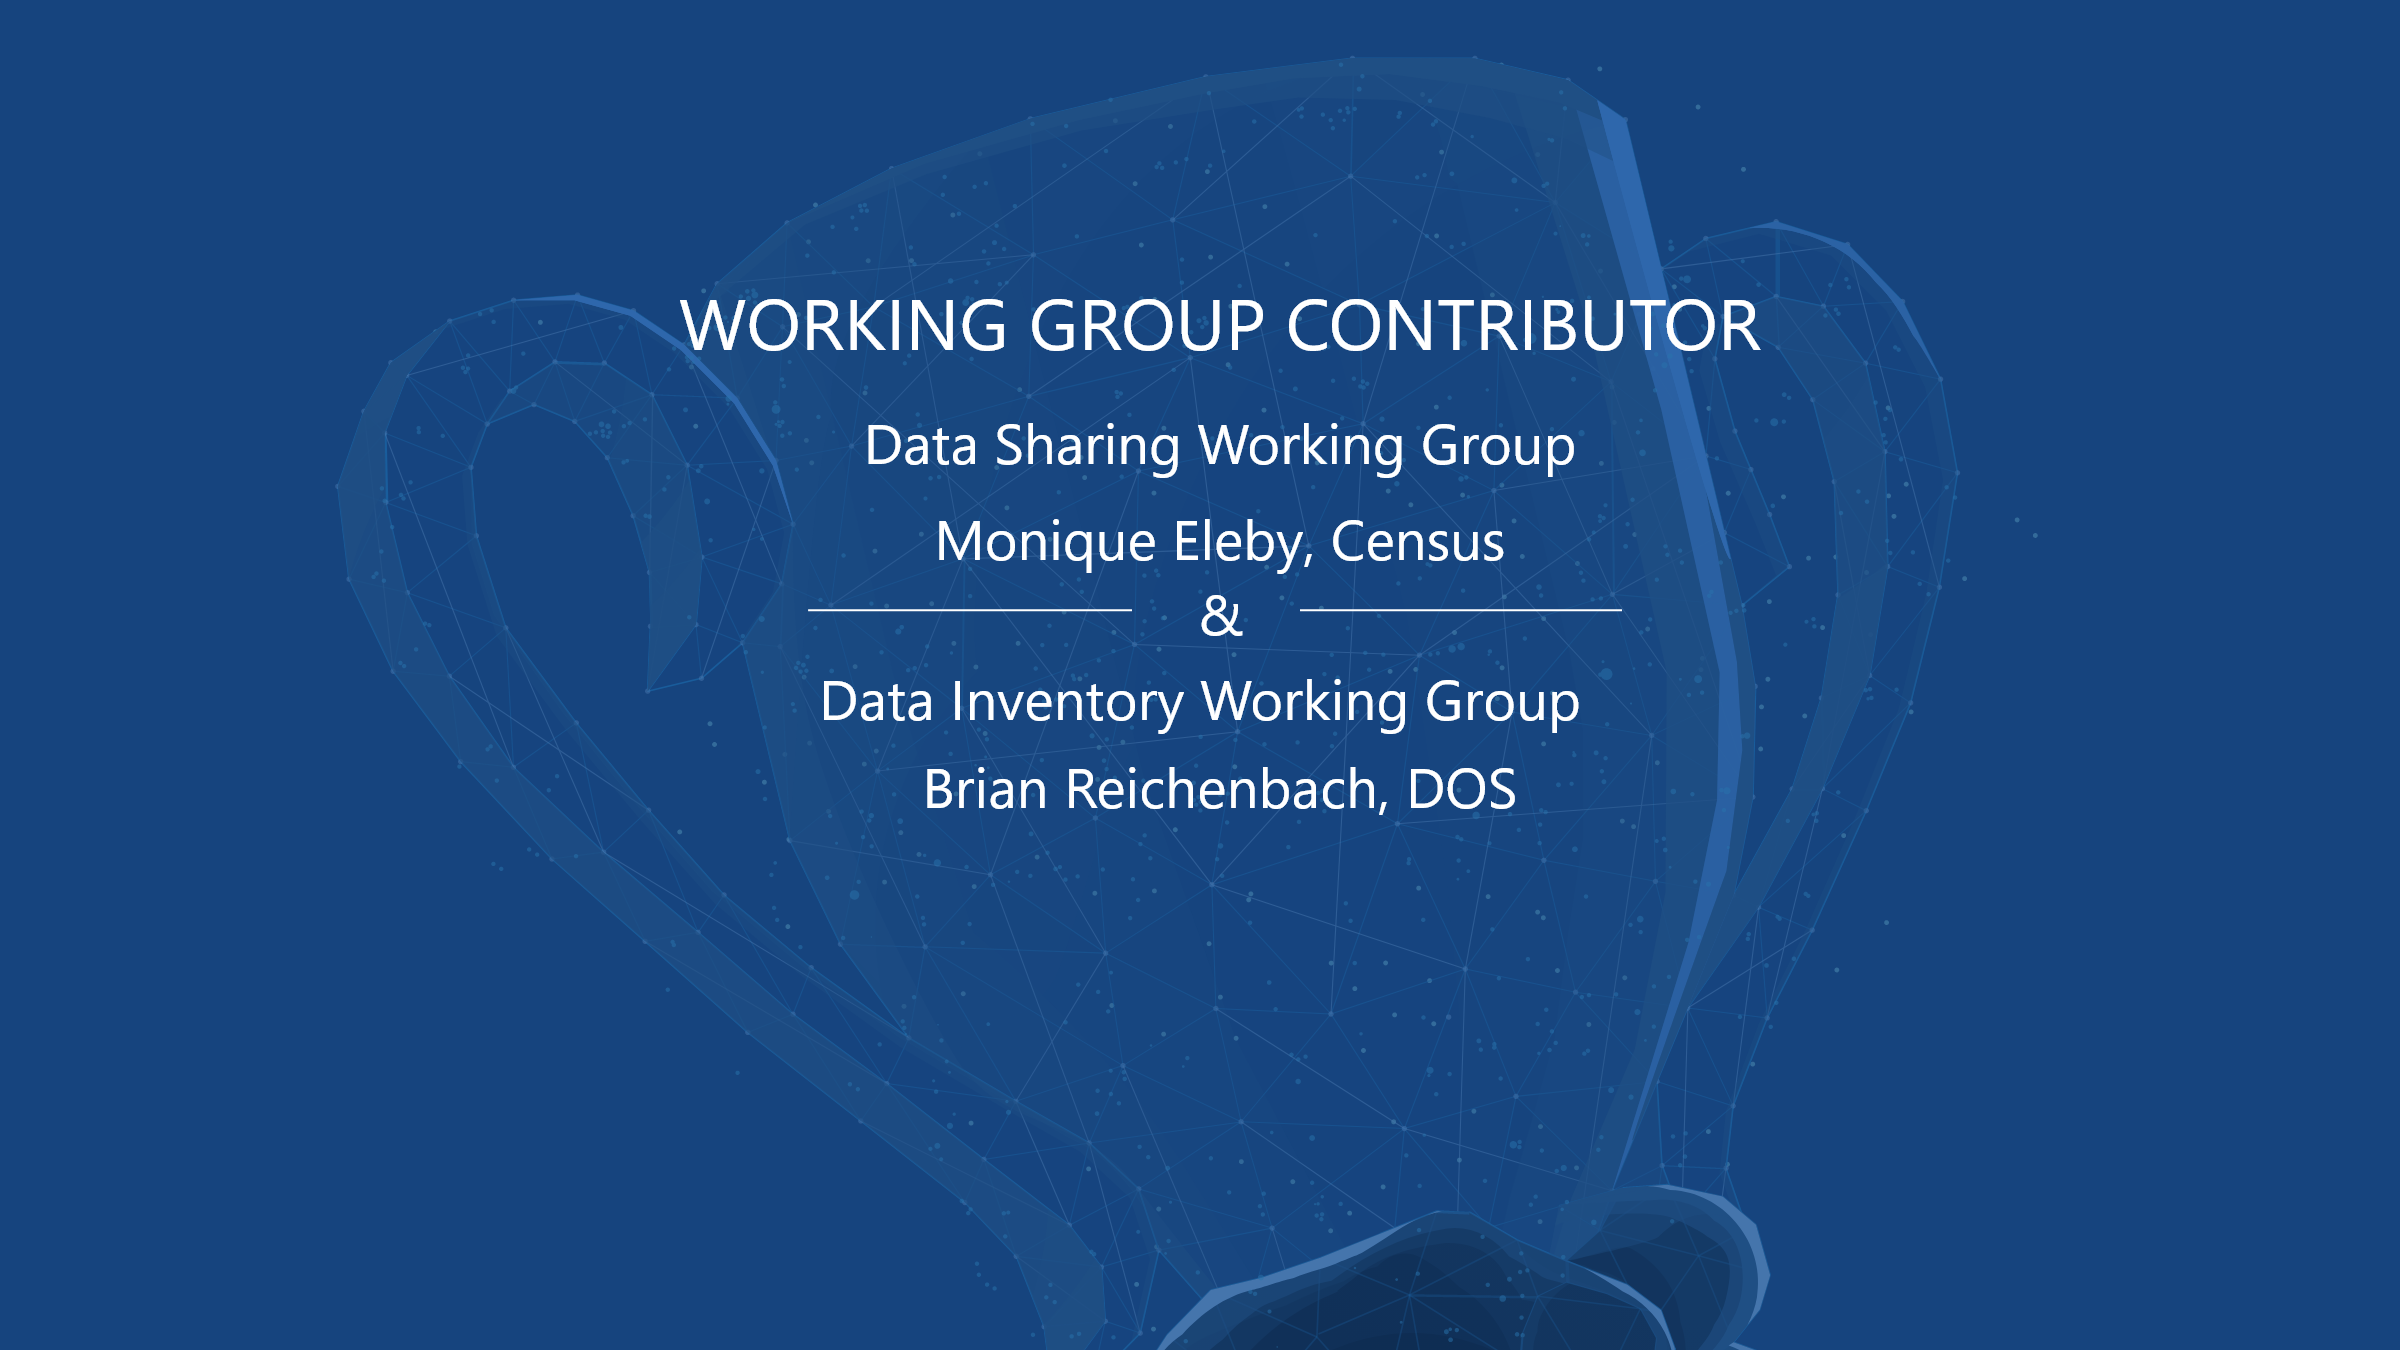 WORKING GROUP CONTRIBUTOR
Data Sharing Working Group
Monique Eleby, Census
&
Data Inventory Working Group
Brian Reichenbach, DOS